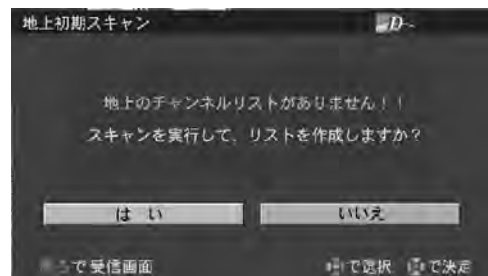 地上初期スキャン
地上のチャンネルリストがありません！！
スキャンを実行して、リストを作成しますか？
はい
いいえ
で受信画面
で選択
で決定